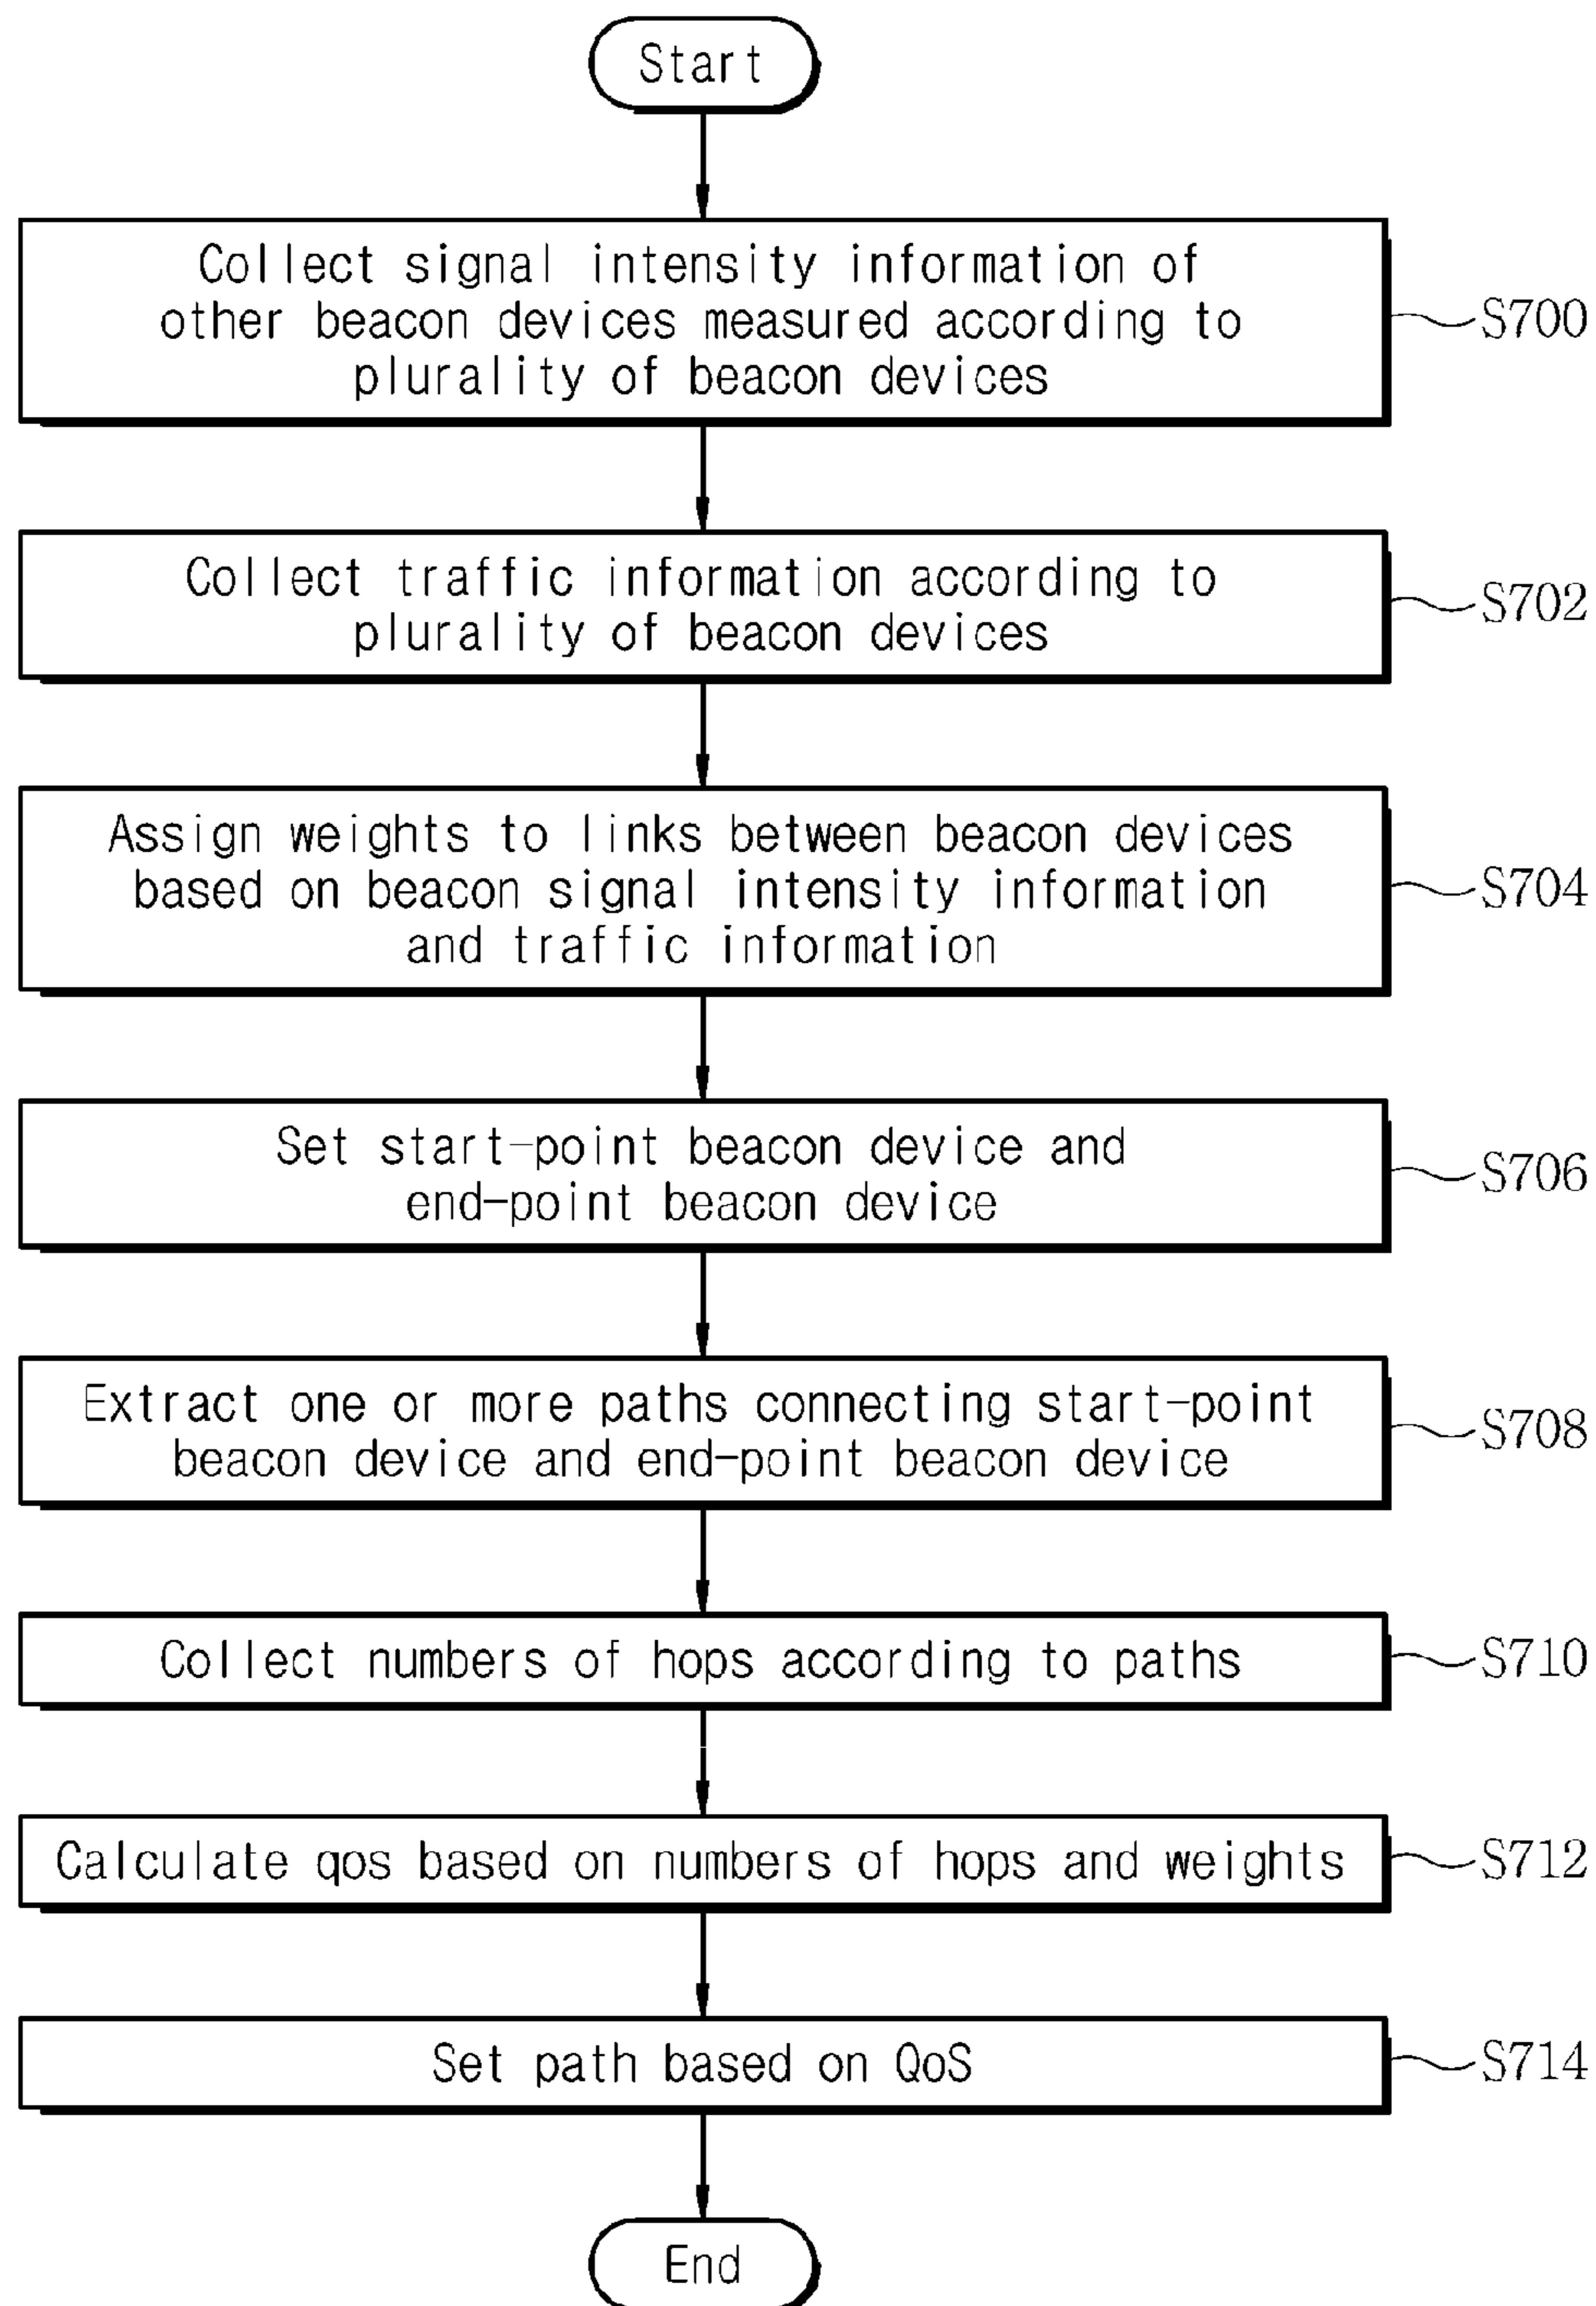 Start
Collect signal intensity information of
other beacon devices measured according to
plurality of beacon devices
S700
Collect traffic information according to
plurality of beacon devices
S702
Assign weights to links between beacon devices
based on beacon signal intensity information
and traffic information
S704
Set start-point beacon device and
end-point beacon device
S706
Extract one or more paths connecting start-point
beacon device and end-point beacon device
S708
Collect numbers of hops according to paths
S710
Calculate qos based on numbers of hops and weights
S712
Set path based on QoS
S714
End